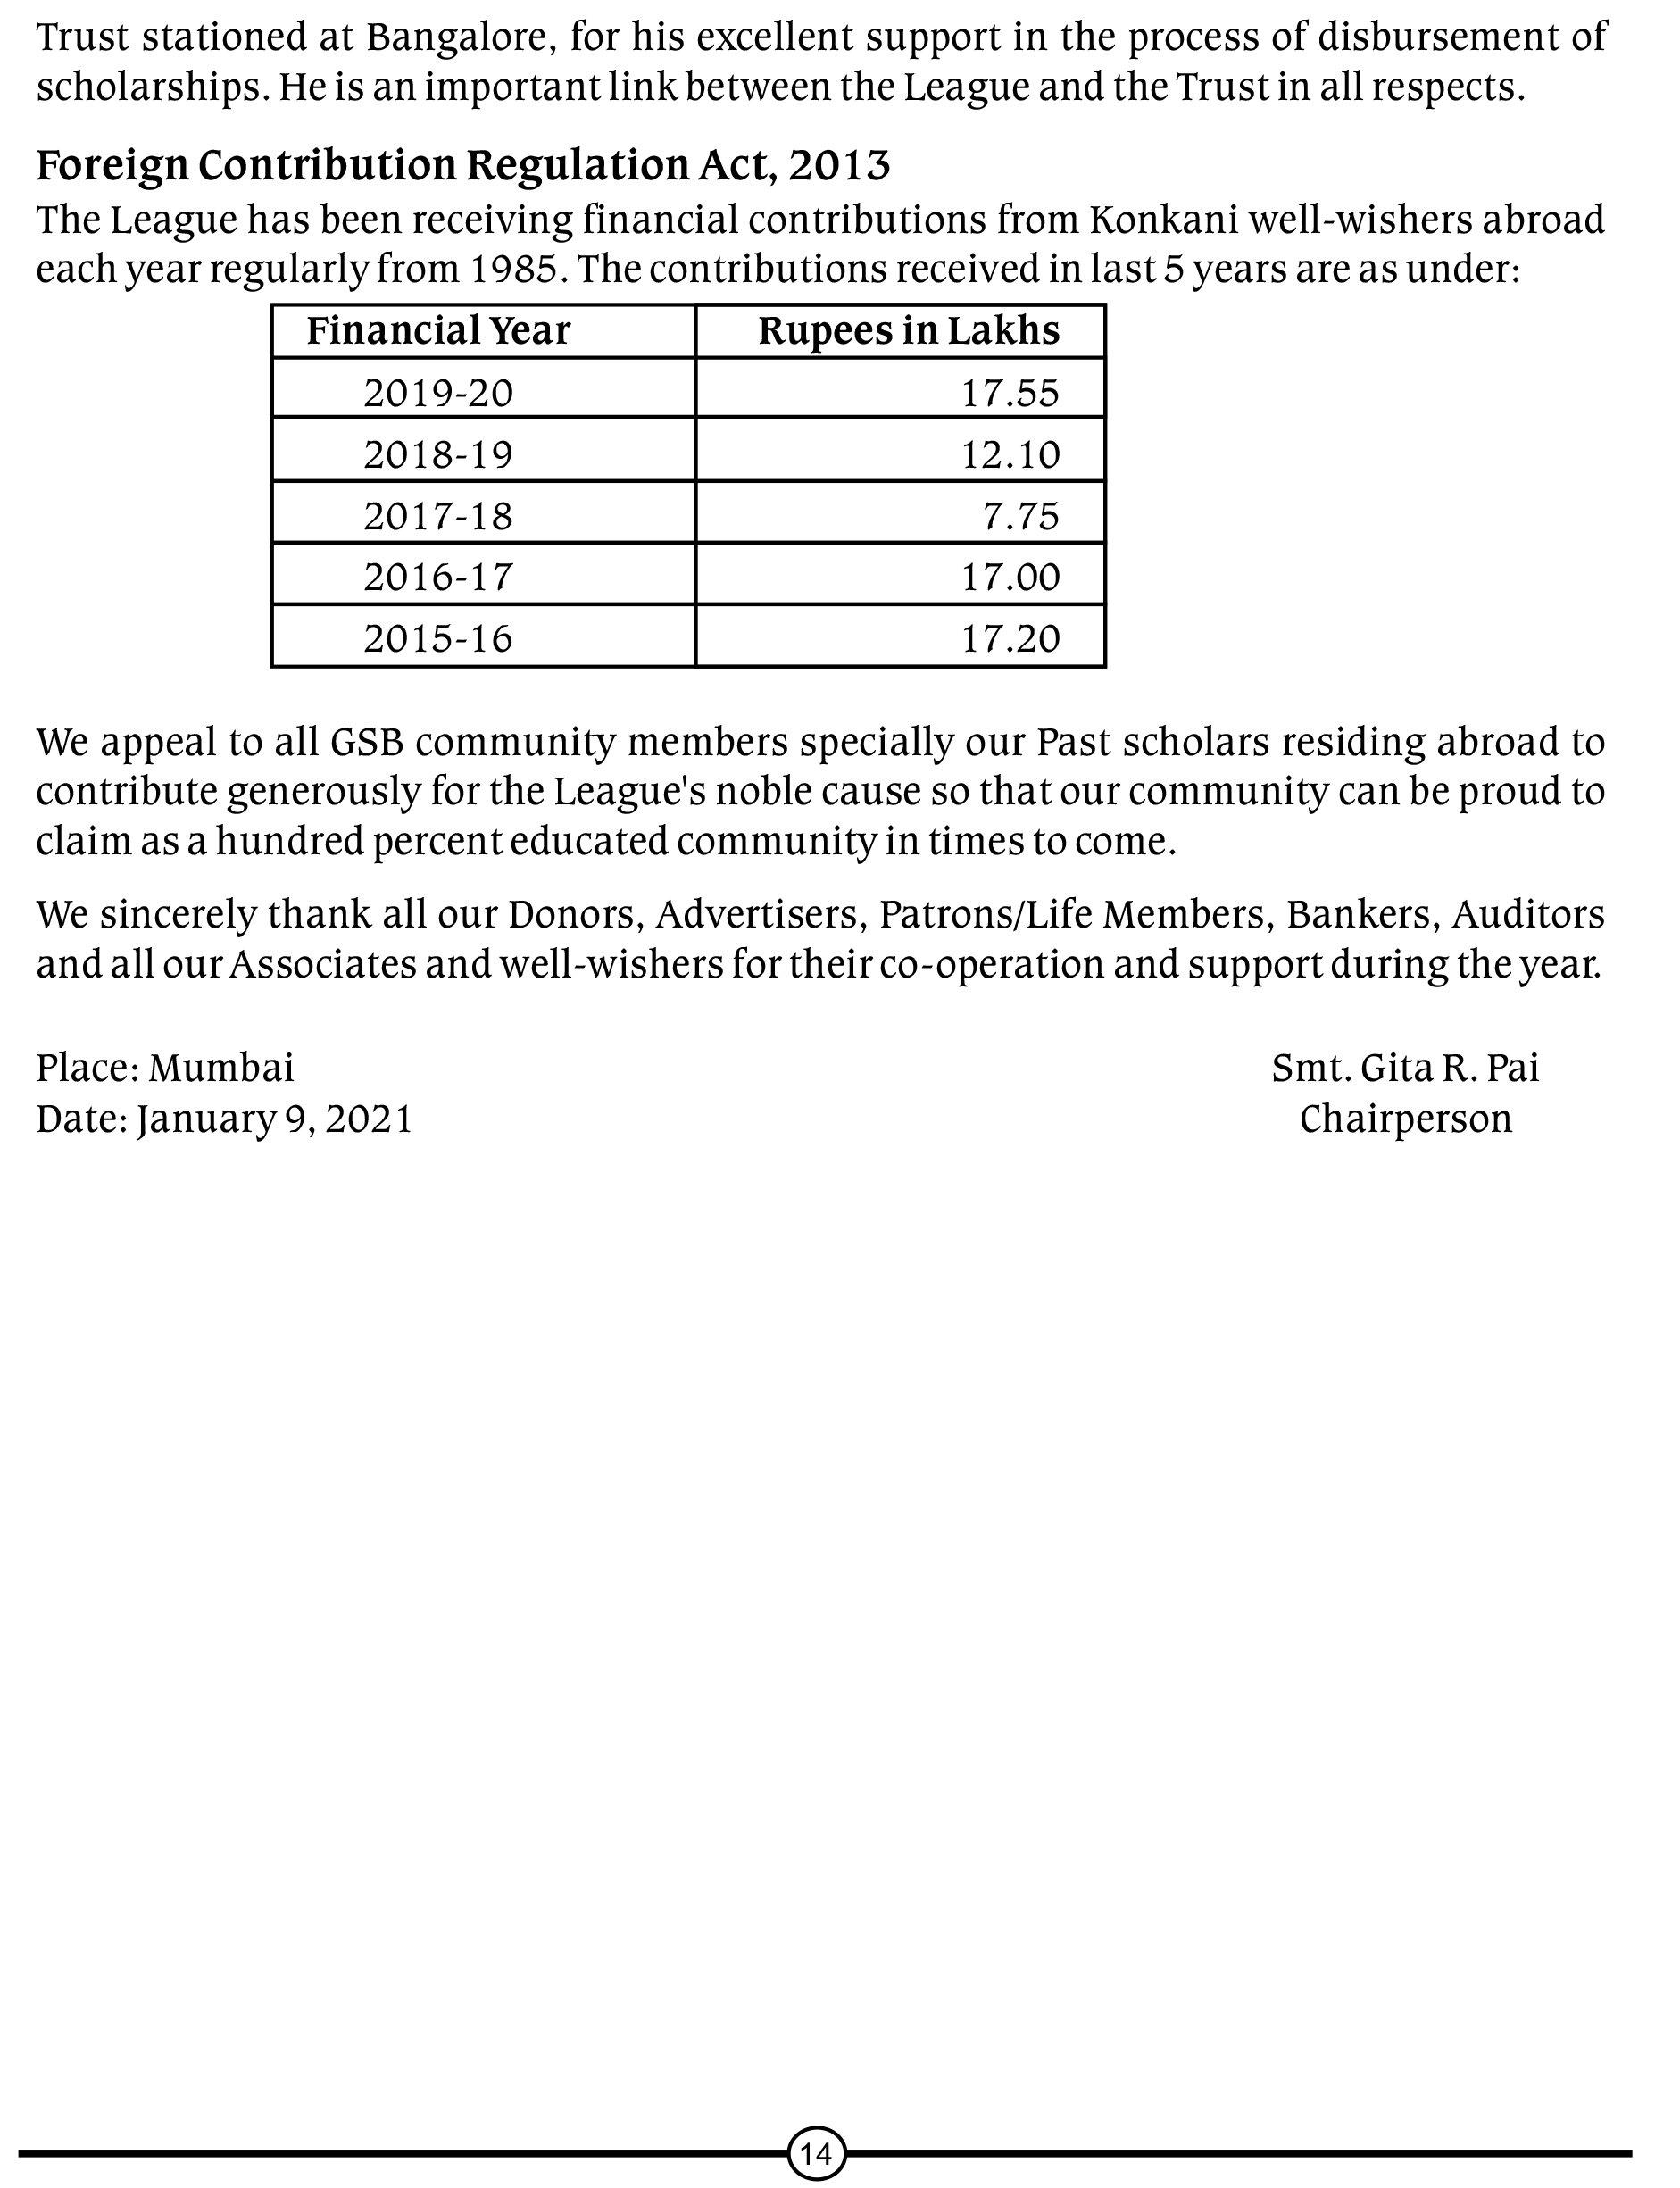 Trust stationed at Bangalore, for his excellent support in the process of disbursement of
scholarships. He is an important link between the League and the Trust in all respects.
Foreign Contribution Regulation Act, 2013
The League has been receiving financial contributions from Konkani well-wishers abroad
each year regularly from 1985. The contributions received in last 5 years are as under:
Financial Year Rupees in Lakhs
2019-20 17.55
2018-19 12.10
2017-18 7.75
2016-17 17.00
2015-16 17.20
We appeal to all GSB community members specially our Past scholars residing abroad to
contribute generously for the League's noble cause so that our community can be proud to
claim as a hundred percent educated community in times to come.
We sincerely thank all our Donors, Advertisers, Patrons/Life Members, Bankers, Auditors
and all our Associates and well-wishers for their co-operation and support during the year.
Place: Mumbai Smt. Gita R. Pai
Date: January 9, 2021 Chairperson
14